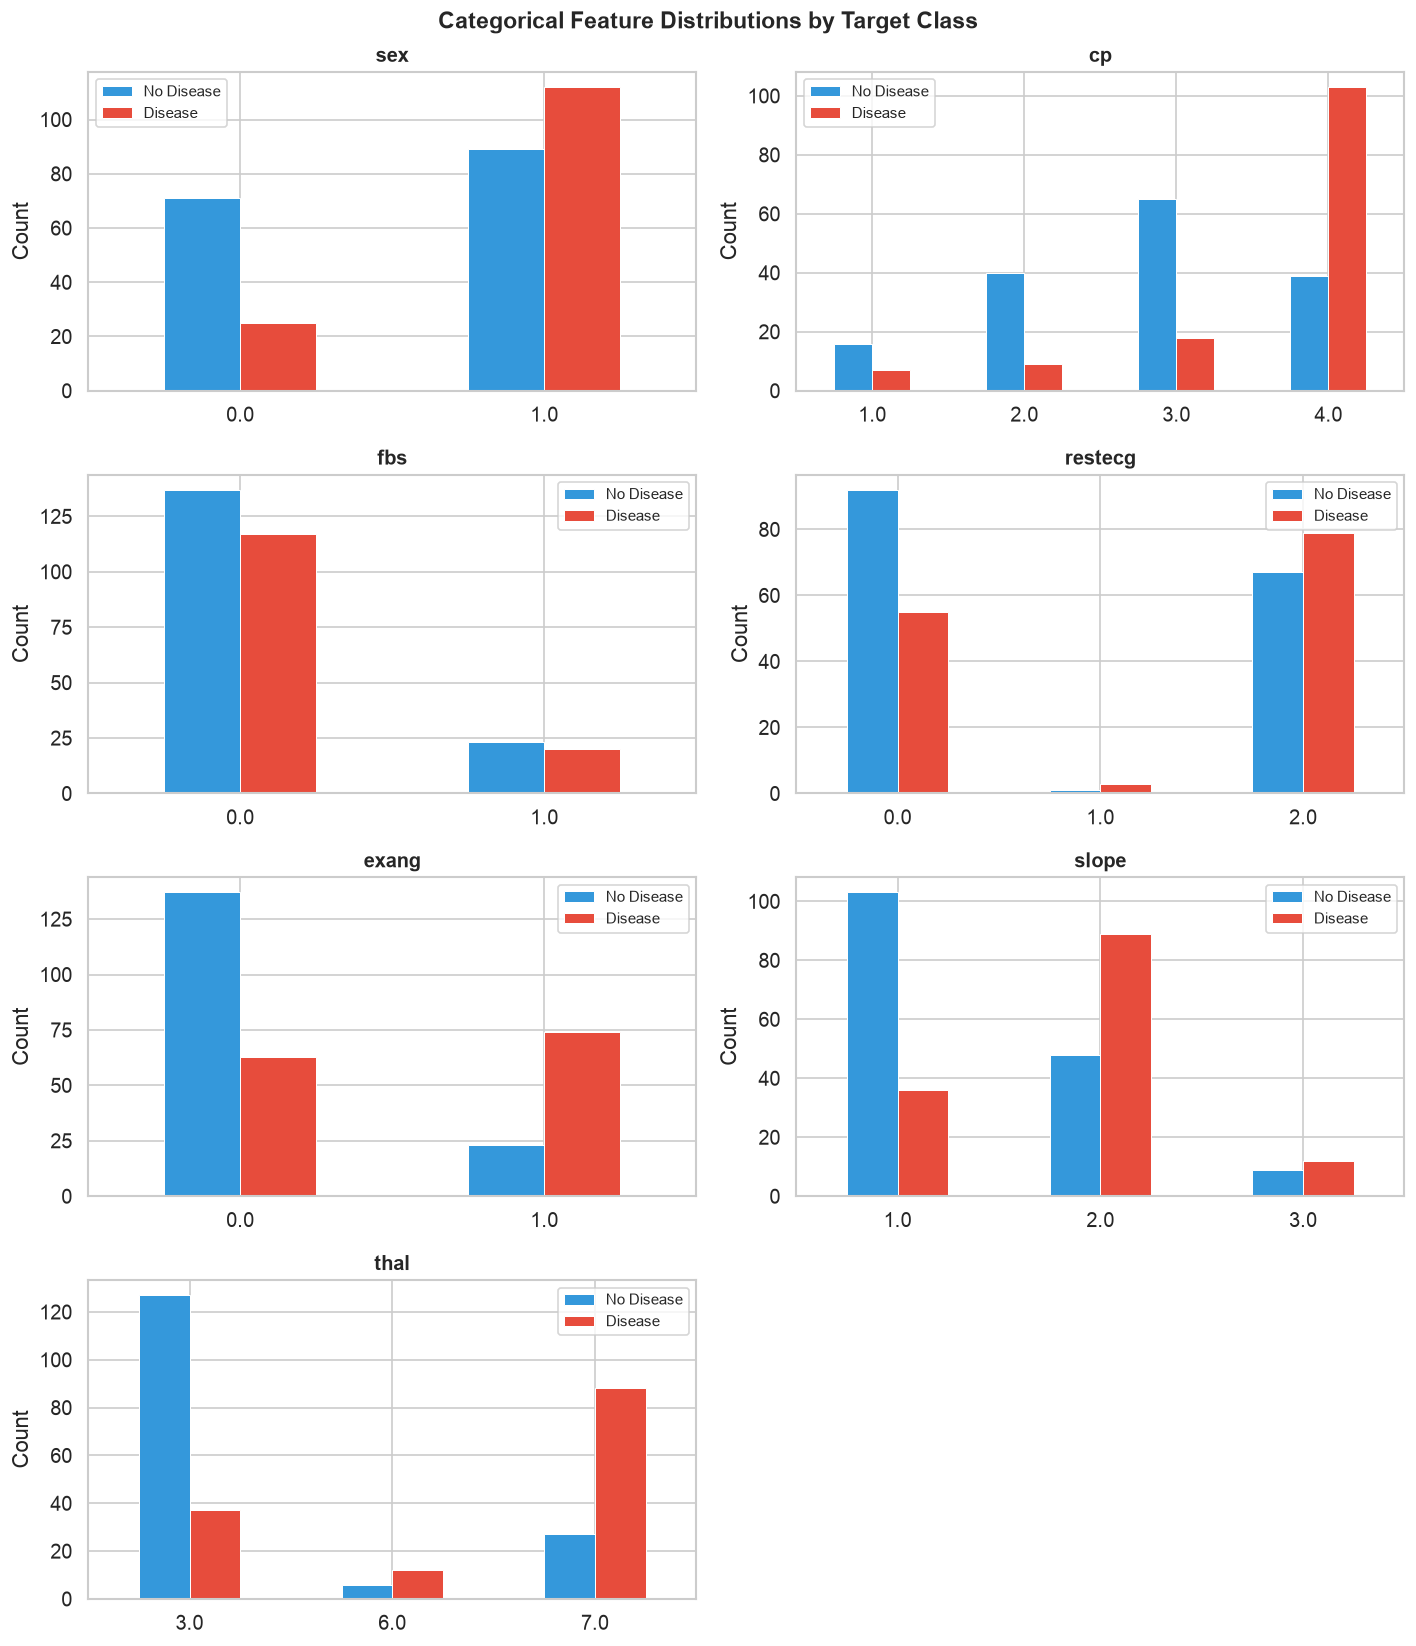 Categorical Feature Distributions by Target Class
sex
No Disease
Disease
Count
100
80
60
40
20
0
0.0 1.0
cp
No Disease
Disease
Count
100
80
60
40
20
0
1.0 2.0 3.0 4.0
fbs
No Disease
Disease
Count
125
100
75
50
25
0
0.0 1.0
restecg
No Disease
Disease
Count
80
60
40
20
0
0.0 1.0 2.0
exang
No Disease
Disease
Count
125
100
75
50
25
0
0.0 1.0
slope
No Disease
Disease
Count
100
80
60
40
20
0
1.0 2.0 3.0
thal
No Disease
Disease
Count
120
100
80
60
40
20
0
3.0 6.0 7.0